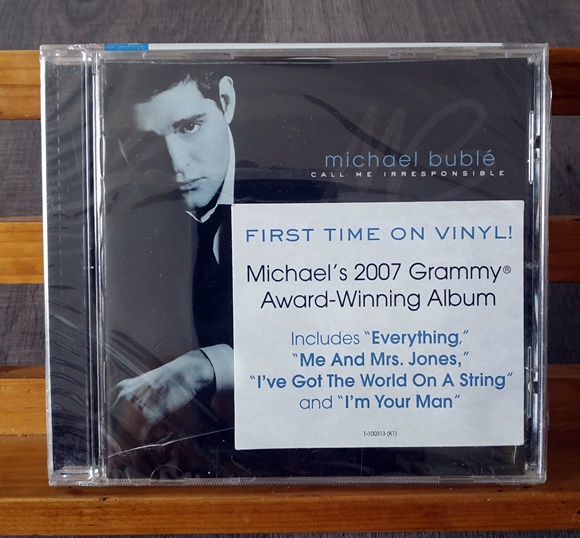 michael bublé
CALL ME IRRESPONSIBLE
FIRST TIME ON VINYL!
Michael's 2007 Grammy®
Award-Winning Album
Includes "Everything,"
"Me And Mrs. Jones,"
"I've Got The World On A String"
and "I'm Your Man"
1-100313 (K1)